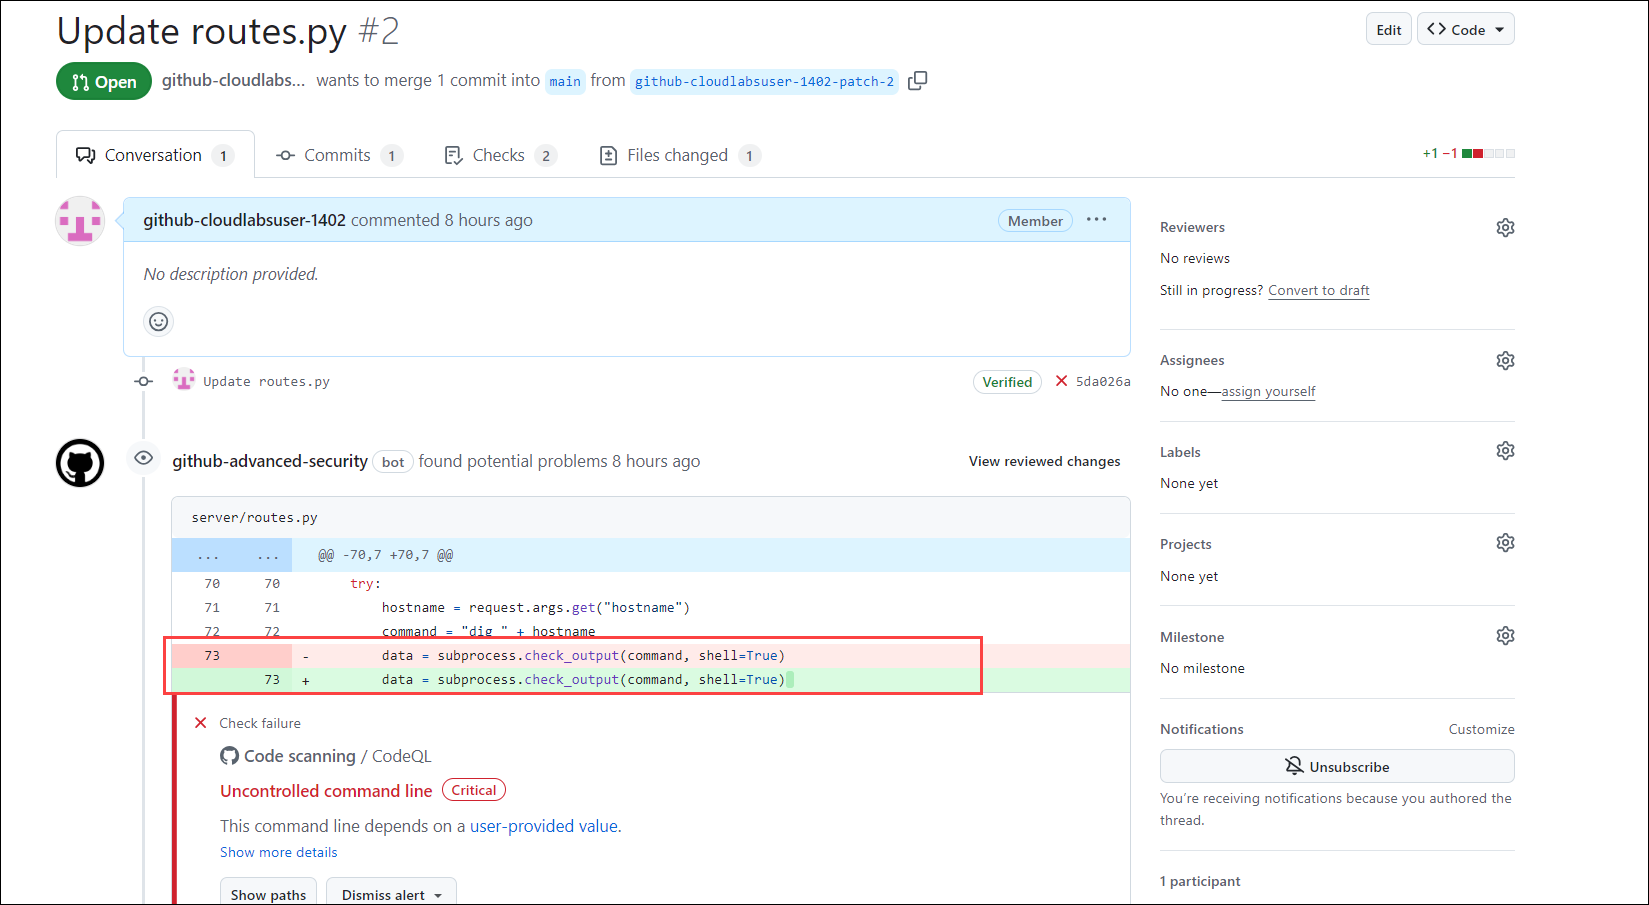 Update routes.py #2
Edit
Code
Open
github-cloudlabs... wants to merge 1 commit into main from github-cloudlabsuser-1402-patch-2
Conversation 1
Commits 1
Checks 2
Files changed 1
+1 −1
github-cloudlabsuser-1402 commented 8 hours ago
Member
No description provided.
Update routes.py
Verified
5da026a
github-advanced-security bot found potential problems 8 hours ago
View reviewed changes
server/routes.py
... ... @@ -70,7 +70,7 @@
70 70 try:
71 71 hostname = request.args.get("hostname")
72 72 command = "dig " + hostname
73 - data = subprocess.check_output(command, shell=True)
73 + data = subprocess.check_output(command, shell=True)
Check failure
Code scanning / CodeQL
Uncontrolled command line Critical
This command line depends on a user-provided value.
Show more details
Show paths
Dismiss alert
Reviewers
No reviews
Still in progress? Convert to draft
Assignees
No one—assign yourself
Labels
None yet
Projects
None yet
Milestone
No milestone
Notifications
Customize
Unsubscribe
You're receiving notifications because you authored the
thread.
1 participant